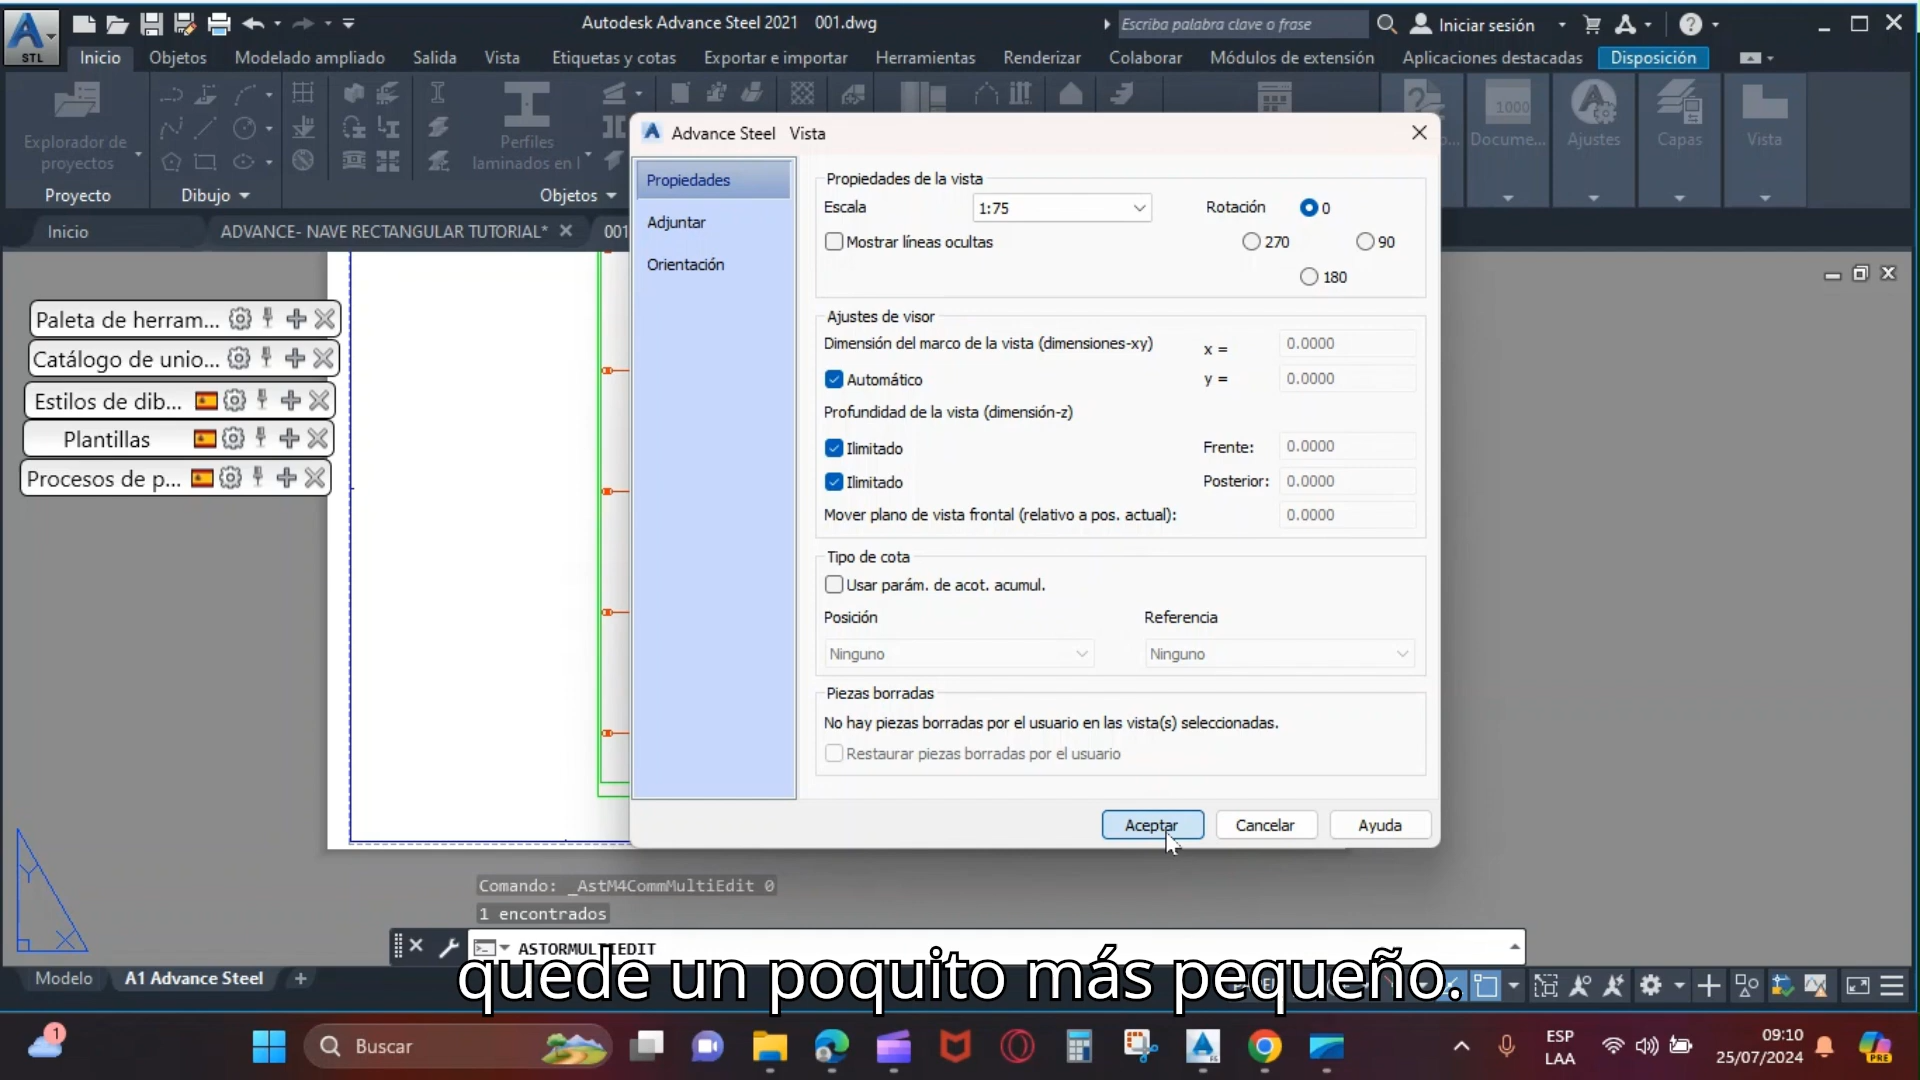 Autodesk Advance Steel 2021 001.dwg
Escriba palabra clave o frase
Iniciar sesión
STL
Inicio
Objetos
Modelado ampliado
Salida
Vista
Etiquetas y cotas
Exportar e importar
Herramientas
Renderizar
Colaborar
Módulos de extensión
Aplicaciones destacadas
Disposición
Explorador de
proyectos
Perfiles
laminados en I
1000
Docume...
Ajustes
Capas
Vista
Proyecto
Dibujo
Objetos
Inicio
ADVANCE- NAVE RECTANGULAR TUTORIAL*
001
Paleta de herram...
Catálogo de unio...
Estilos de dib...
Plantillas
Procesos de p...
Advance Steel Vista
Propiedades
Adjuntar
Orientación
Propiedades de la vista
Escala
1:75
Rotación
0
Mostrar líneas ocultas
270
90
180
Ajustes de visor
Dimensión del marco de la vista (dimensiones-xy)
x =
0.0000
Automático
y =
0.0000
Profundidad de la vista (dimensión-z)
Ilimitado
Frente:
0.0000
Ilimitado
Posterior:
0.0000
Mover plano de vista frontal (relativo a pos. actual):
0.0000
Tipo de cota
Usar parám. de acot. acumul.
Posición
Referencia
Ninguno
Ninguno
Piezas borradas
No hay piezas borradas por el usuario en las vista(s) seleccionadas.
Restaurar piezas borradas por el usuario
Aceptar
Cancelar
Ayuda
Y
X
Comando: _AstM4CommMultiEdit 0
1 encontrados
ASTORMULTIEDIT
quede un poquito más pequeño.
Modelo
A1 Advance Steel
1
Buscar
ESP
LAA
09:10
25/07/2024
PRE